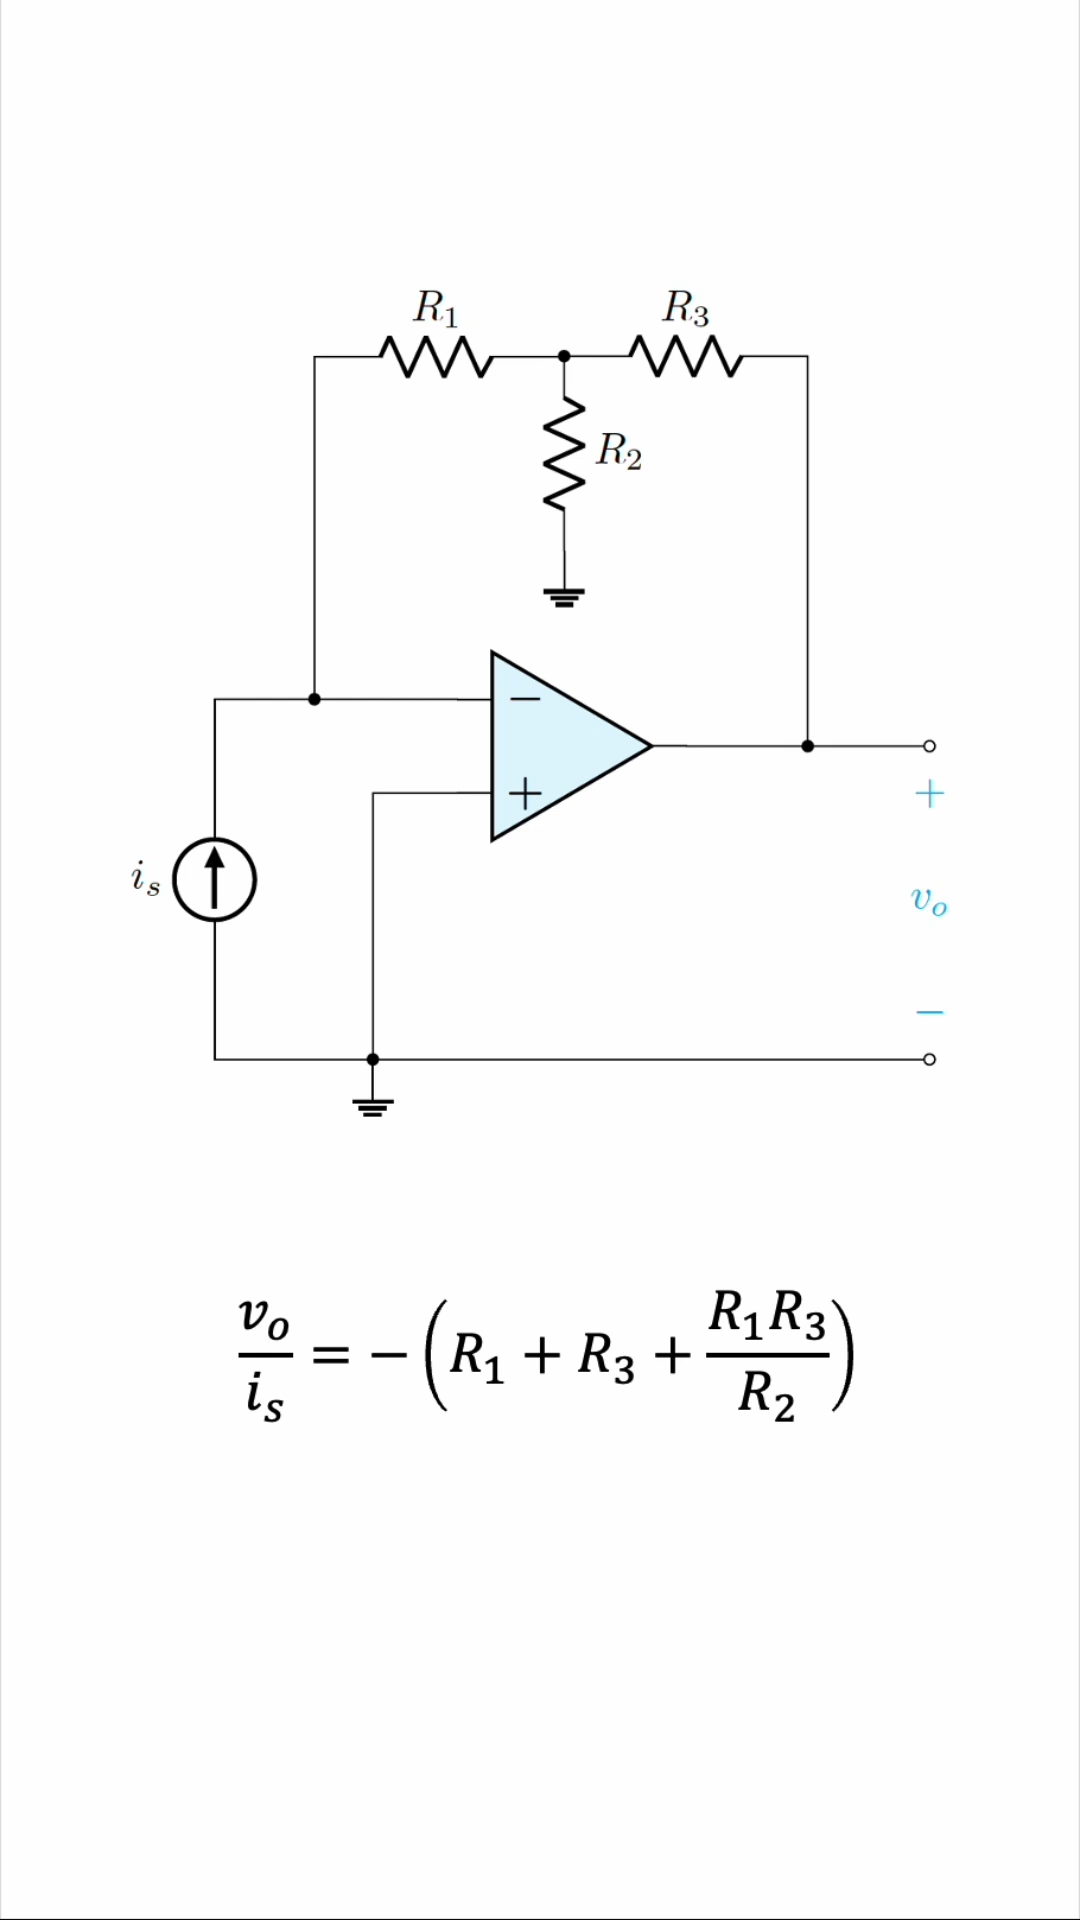 R₁ R₃
R₂
−
+
+
iₛ
vₒ
−
vₒ/iₛ = −(R₁ + R₃ + R₁R₃/R₂)